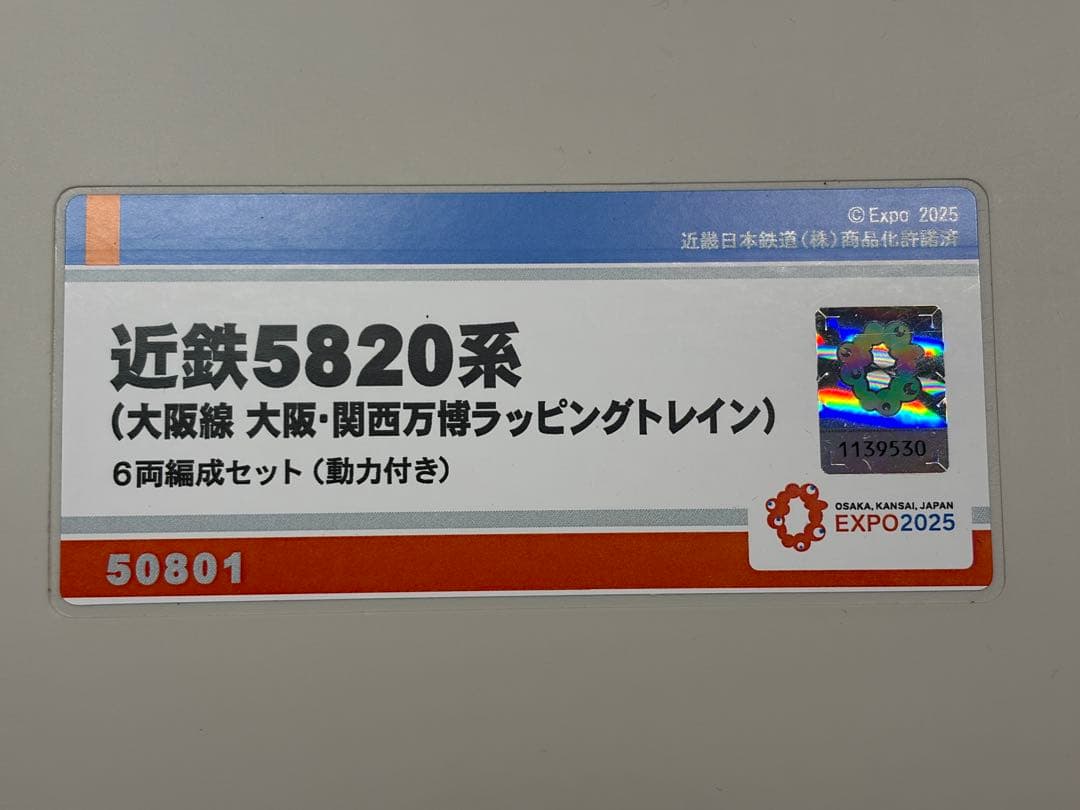 © Expo 2025
近畿日本鉄道(株)商品化許諾済
近鉄5820系
(大阪線 大阪・関西万博ラッピングトレイン)
6両編成セット(動力付き)
1139530
OSAKA, KANSAI, JAPAN
EXPO2025
50801